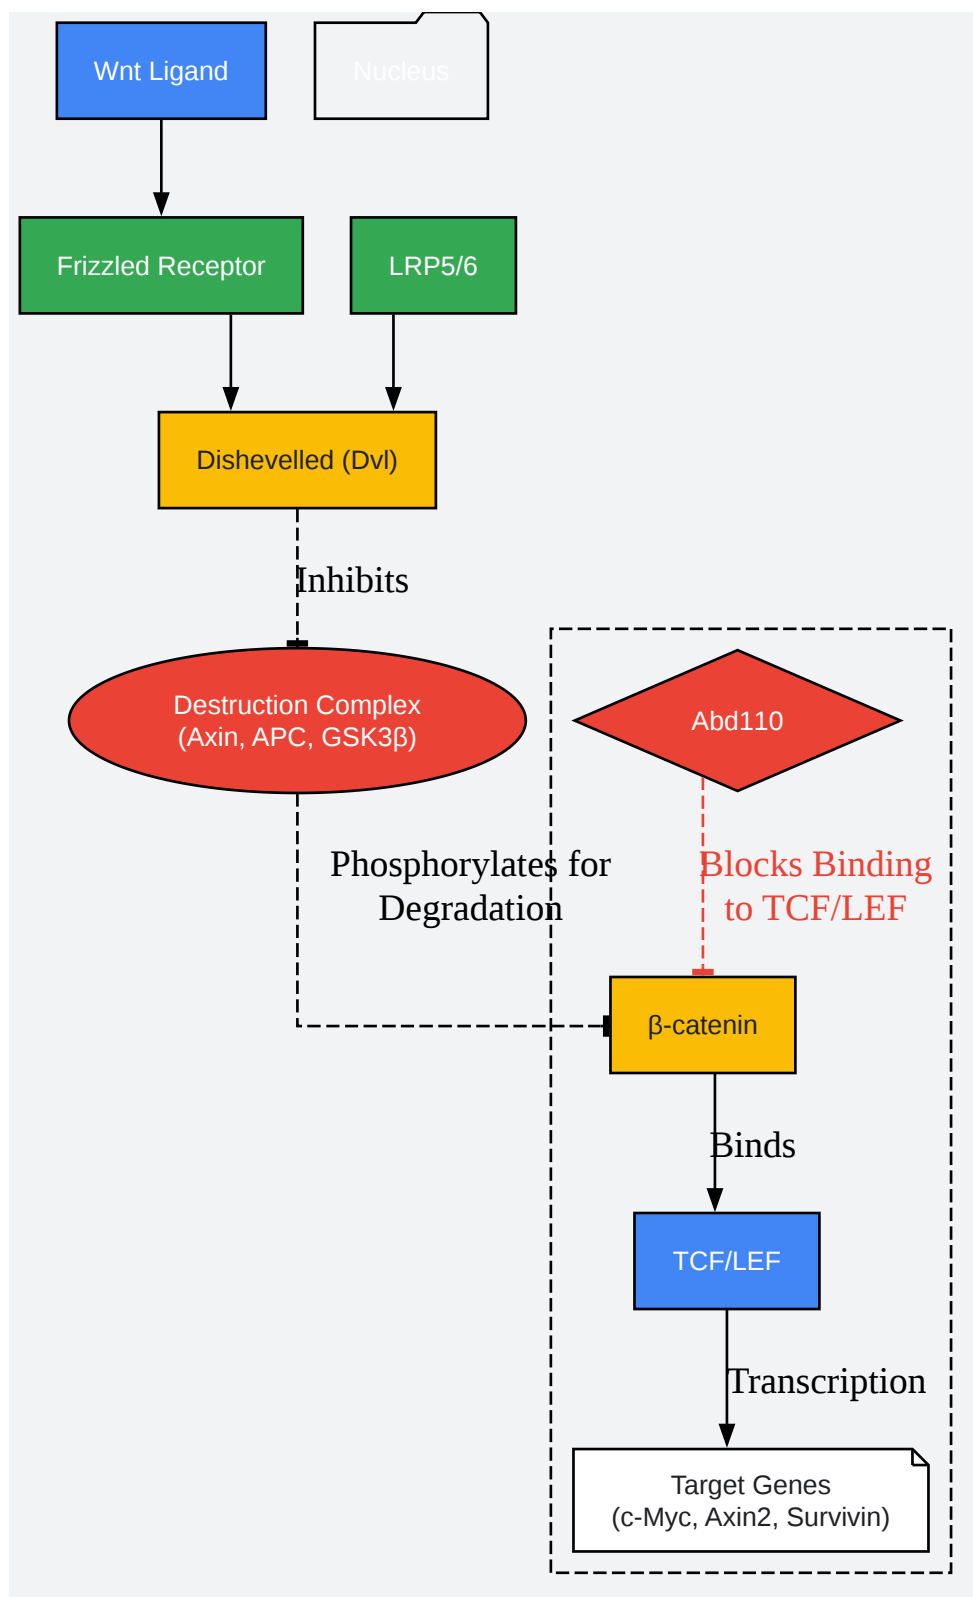 Wnt Ligand
Nucleus
Frizzled Receptor
LRP5/6
Dishevelled (Dvl)
Inhibits
Destruction Complex
(Axin, APC, GSK3β)
Abd110
Phosphorylates for
Degradation
Blocks Binding
to TCF/LEF
β-catenin
Binds
TCF/LEF
Transcription
Target Genes
(c-Myc, Axin2, Survivin)